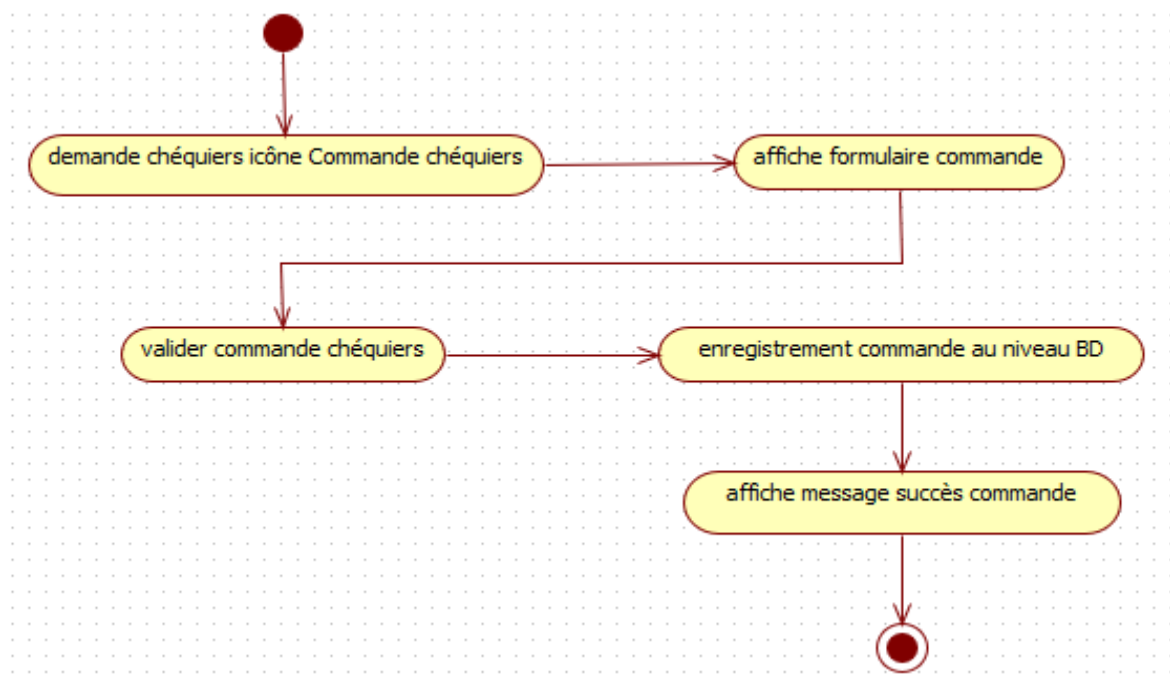 demande chéquiers icône Commande chéquiers
affiche formulaire commande
valider commande chéquiers
enregistrement commande au niveau BD
affiche message succès commande